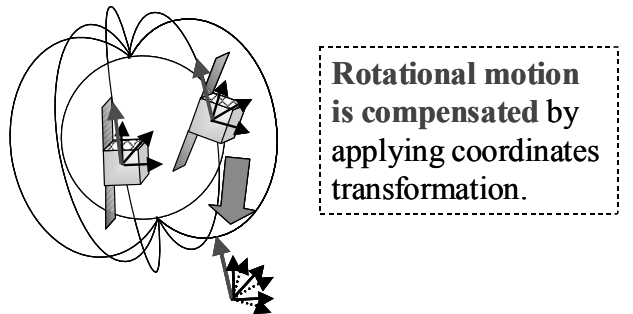 Rotational motion
is compensated by
applying coordinates
transformation.